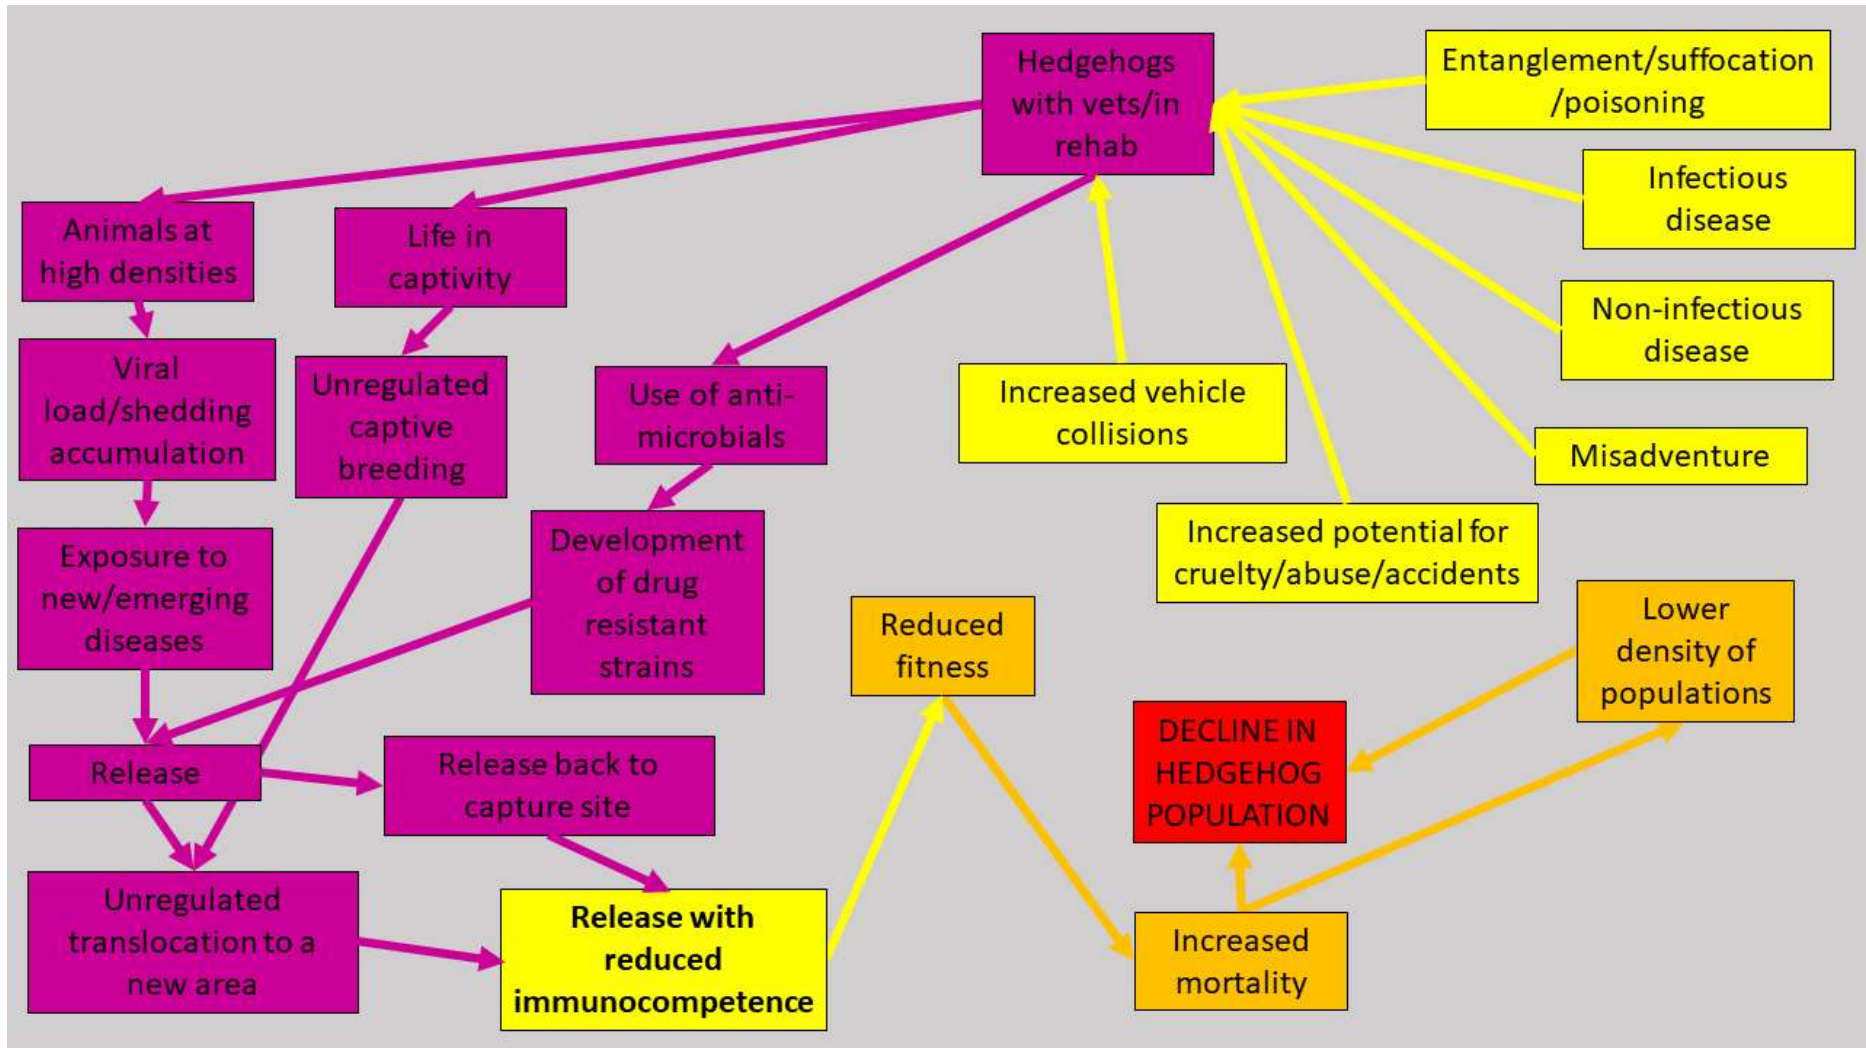 Hedgehogs
with vets/in
rehab
Entanglement/suffocation
/poisoning
Infectious
disease
Non-infectious
disease
Misadventure
Increased potential for
cruelty/abuse/accidents
Increased vehicle
collisions
Animals at
high densities
Viral
load/shedding
accumulation
Exposure to
new/emerging
diseases
Life in
captivity
Unregulated
captive
breeding
Use of anti-
microbials
Development
of drug
resistant
strains
Release
Release back to
capture site
Unregulated
translocation to a
new area
Release with
reduced
immunocompetence
Reduced
fitness
Increased
mortality
Lower
density of
populations
DECLINE IN
HEDGEHOG
POPULATION